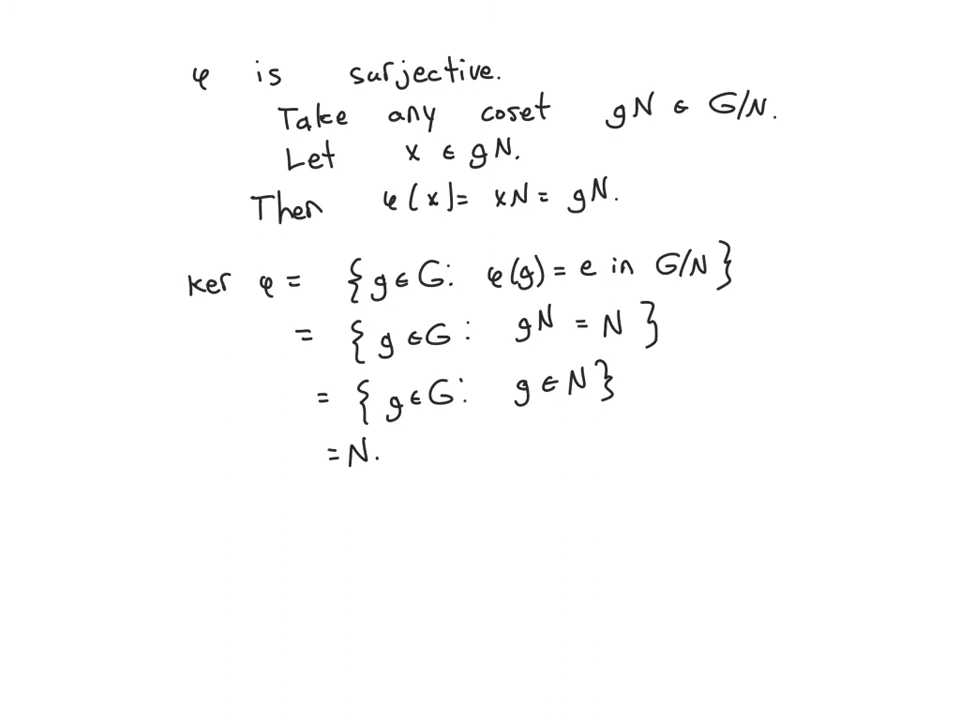 φ is surjective.
Take any coset gN ∈ G/N.
Let x ∈ gN.
Then φ(x) = xN = gN.
ker φ = {g ∈ G: φ(g) = e in G/N}
= {g ∈ G: gN = N}
= {g ∈ G: g ∈ N}
= N.